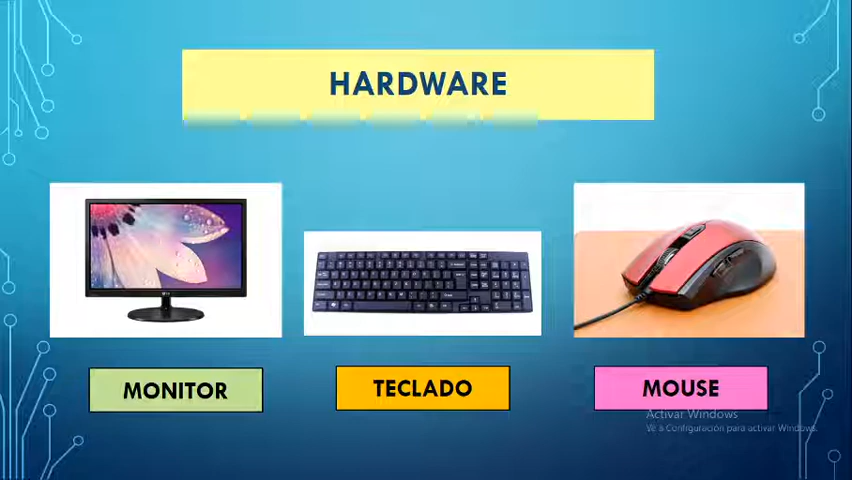 HARDWARE
MONITOR
TECLADO
MOUSE
Activar Windows
Ve a Configuración para activar Windows.